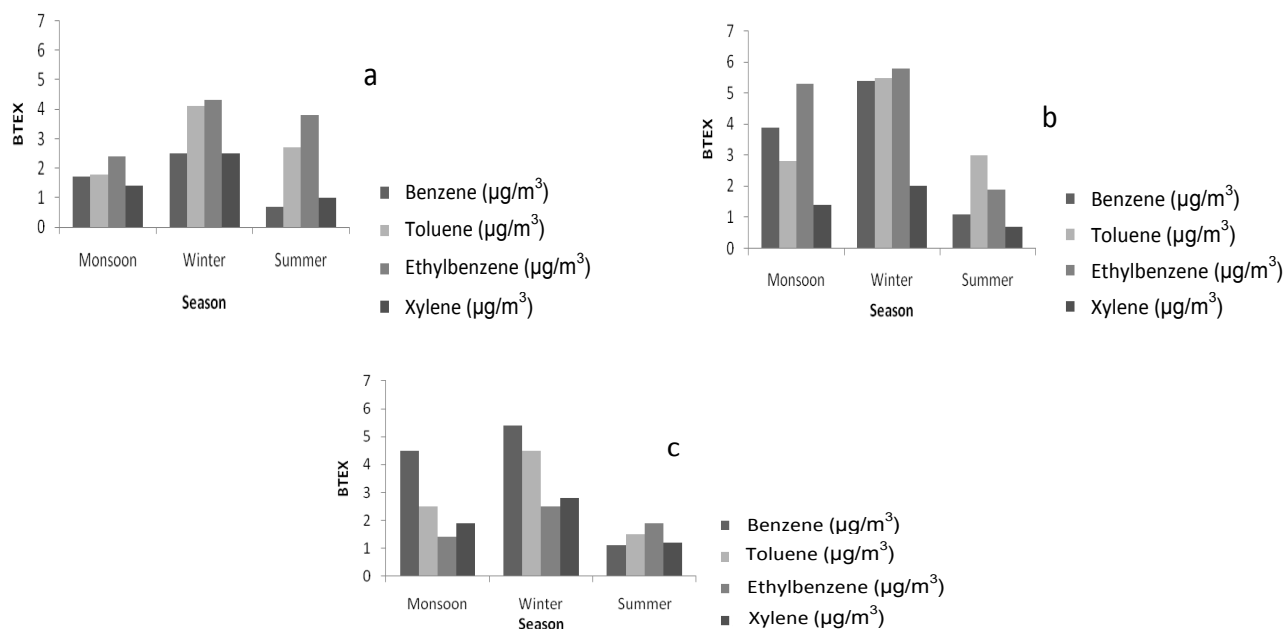 7
6
5
4
3
2
1
0
BTEX
Monsoon Winter Summer
Season
a
Benzene (µg/m³)
Toluene (µg/m³)
Ethylbenzene (µg/m³)
Xylene (µg/m³)
7
6
5
4
3
2
1
0
BTEX
Monsoon Winter Summer
Season
b
Benzene (µg/m³)
Toluene (µg/m³)
Ethylbenzene (µg/m³)
Xylene (µg/m³)
7
6
5
4
3
2
1
0
BTEX
Monsoon Winter Summer
Season
c
Benzene (µg/m³)
Toluene (µg/m³)
Ethylbenzene (µg/m³)
Xylene (µg/m³)